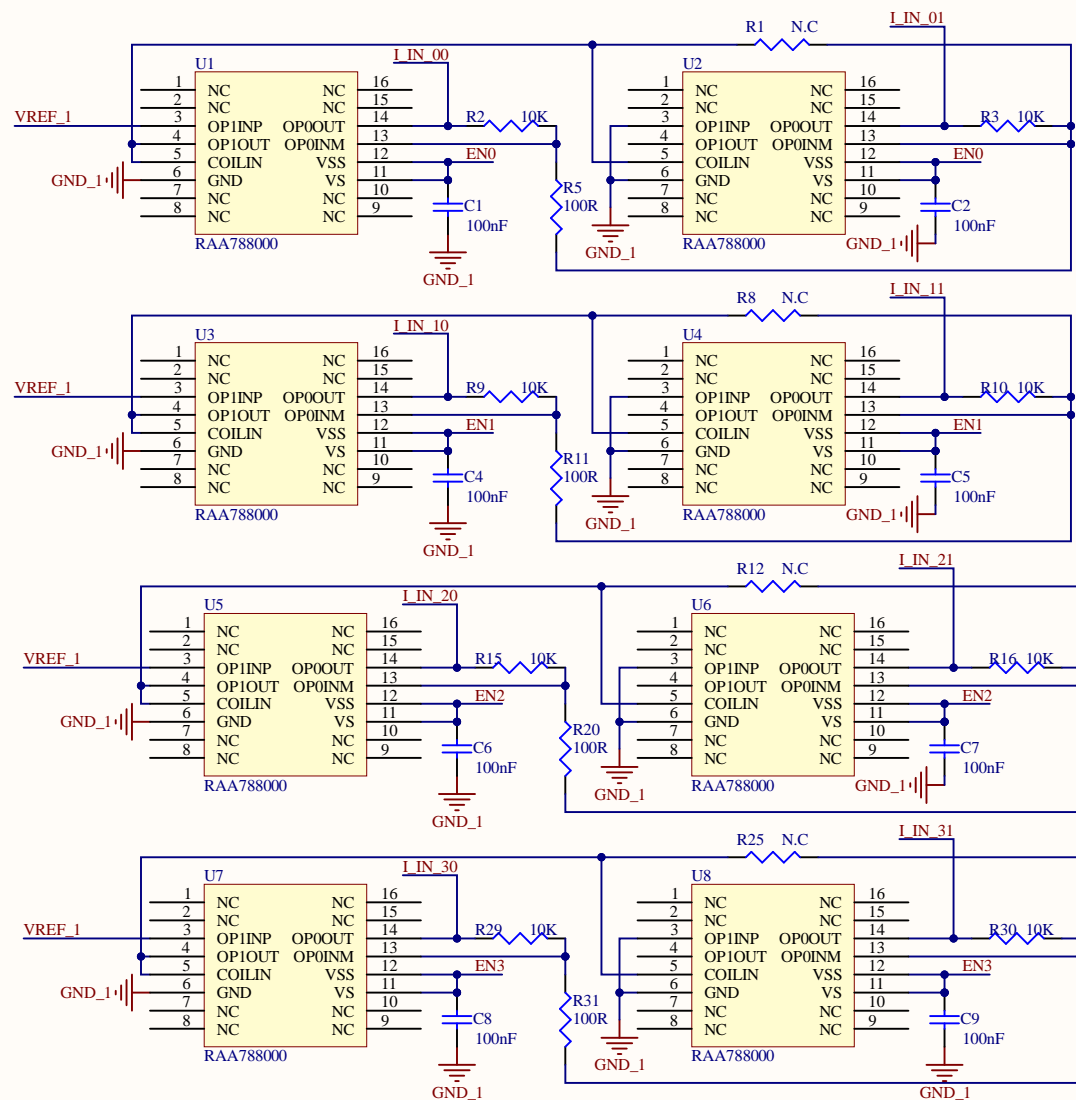 R1 N.C I_IN_01
I_IN_00
U1 U2
1 NC NC 16 1 NC NC 16
2 NC NC 15 2 NC NC 15
VREF_1 3 OP1INP OP0OUT 14 R2 10K 3 OP1INP OP0OUT 14 R3 10K
4 OP1OUT OP0INM 13 4 OP1OUT OP0INM 13
5 COILIN VSS 12 EN0 5 COILIN VSS 12 EN0
GND_1 6 GND VS 11 R5 6 GND VS 11
7 NC NC 10 C1 100R 7 NC NC 10 C2
8 NC NC 9 100nF 8 NC NC 9 100nF
RAA788000 GND_1 RAA788000 GND_1
GND_1
R8 N.C I_IN_11
I_IN_10
U3 U4
1 NC NC 16 1 NC NC 16
2 NC NC 15 2 NC NC 15
VREF_1 3 OP1INP OP0OUT 14 R9 10K 3 OP1INP OP0OUT 14 R10 10K
4 OP1OUT OP0INM 13 4 OP1OUT OP0INM 13
5 COILIN VSS 12 EN1 5 COILIN VSS 12 EN1
GND_1 6 GND VS 11 R11 6 GND VS 11
7 NC NC 10 C4 100R 7 NC NC 10 C5
8 NC NC 9 100nF 8 NC NC 9 100nF
RAA788000 GND_1 RAA788000 GND_1
GND_1
R12 N.C I_IN_21
I_IN_20
U5 U6
1 NC NC 16 1 NC NC 16
2 NC NC 15 2 NC NC 15
VREF_1 3 OP1INP OP0OUT 14 R15 10K 3 OP1INP OP0OUT 14 R16 10K
4 OP1OUT OP0INM 13 4 OP1OUT OP0INM 13
5 COILIN VSS 12 EN2 5 COILIN VSS 12 EN2
GND_1 6 GND VS 11 R20 6 GND VS 11
7 NC NC 10 C6 100R 7 NC NC 10 C7
8 NC NC 9 100nF 8 NC NC 9 100nF
RAA788000 GND_1 RAA788000 GND_1
GND_1
R25 N.C I_IN_31
I_IN_30
U7 U8
1 NC NC 16 1 NC NC 16
2 NC NC 15 2 NC NC 15
VREF_1 3 OP1INP OP0OUT 14 R29 10K 3 OP1INP OP0OUT 14 R30 10K
4 OP1OUT OP0INM 13 4 OP1OUT OP0INM 13
5 COILIN VSS 12 EN3 5 COILIN VSS 12 EN3
GND_1 6 GND VS 11 R31 6 GND VS 11
7 NC NC 10 C8 100R 7 NC NC 10 C9
8 NC NC 9 100nF 8 NC NC 9 100nF
RAA788000 GND_1 RAA788000
GND_1 GND_1